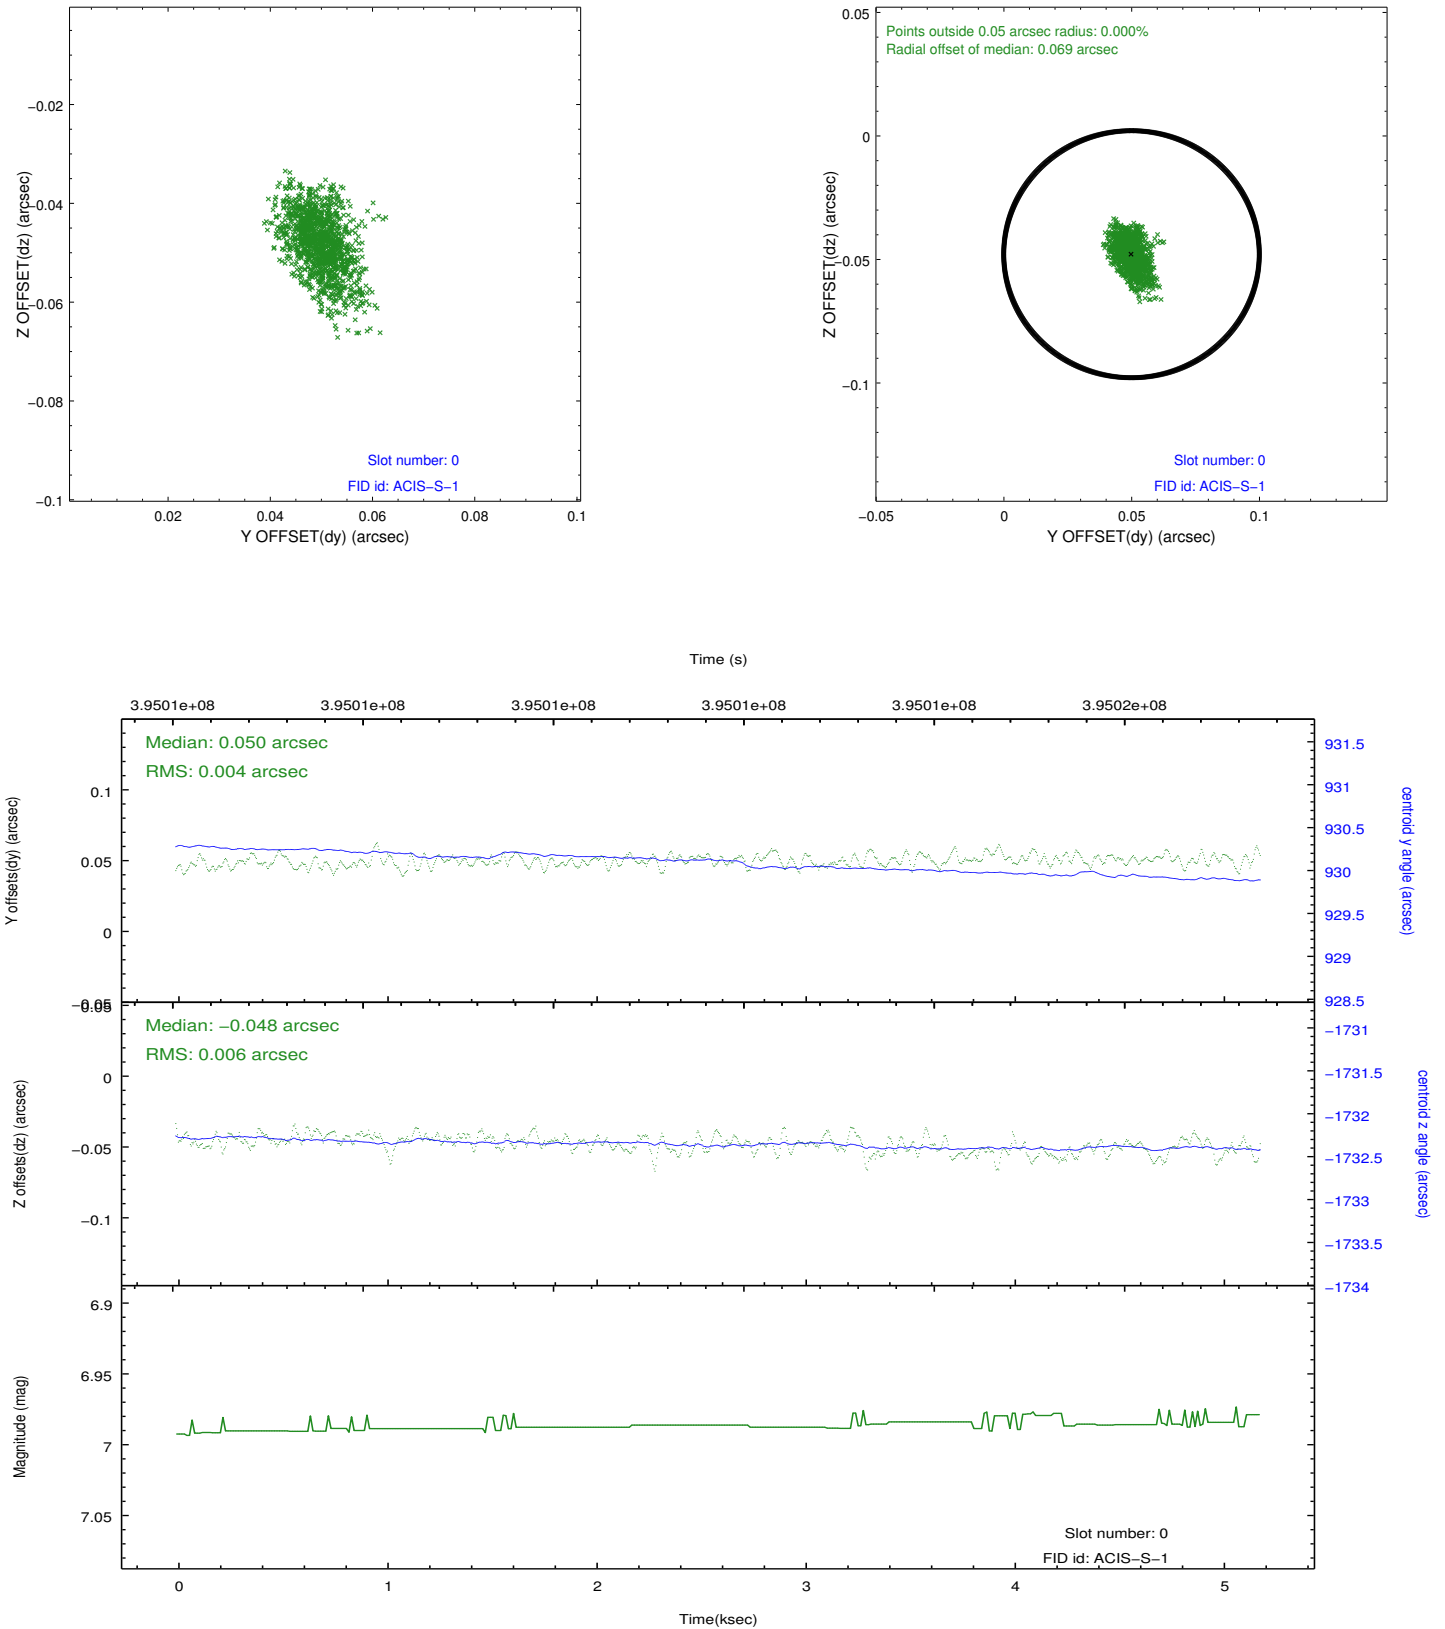 −0.02
−0.04
−0.06
−0.08
−0.1
Z OFFSET(dz) (arcsec)
Slot number: 0
FID id: ACIS−S−1
0.02 0.04 0.06 0.08 0.1
Y OFFSET(dy) (arcsec)
0.05
0
−0.05
−0.1
Z OFFSET(dz) (arcsec)
Points outside 0.05 arcsec radius: 0.000%
Radial offset of median: 0.069 arcsec
Slot number: 0
FID id: ACIS−S−1
−0.05 0 0.05 0.1
Y OFFSET(dy) (arcsec)
Time (s)
3.9501e+08 3.9501e+08 3.9501e+08 3.9501e+08 3.9501e+08 3.9502e+08
Median: 0.050 arcsec
RMS: 0.004 arcsec
0.1
0.05
0
−0.05
Y offsets(dy) (arcsec)
931.5
931
930.5
930
929.5
929
928.5
centroid y angle (arcsec)
Median: −0.048 arcsec
RMS: 0.006 arcsec
0.05
0
−0.05
−0.1
Z offsets(dz) (arcsec)
−1731
−1731.5
−1732
−1732.5
−1733
−1733.5
−1734
centroid z angle (arcsec)
6.9
6.95
7
7.05
Magnitude (mag)
Slot number: 0
FID id: ACIS−S−1
0 1 2 3 4 5
Time(ksec)